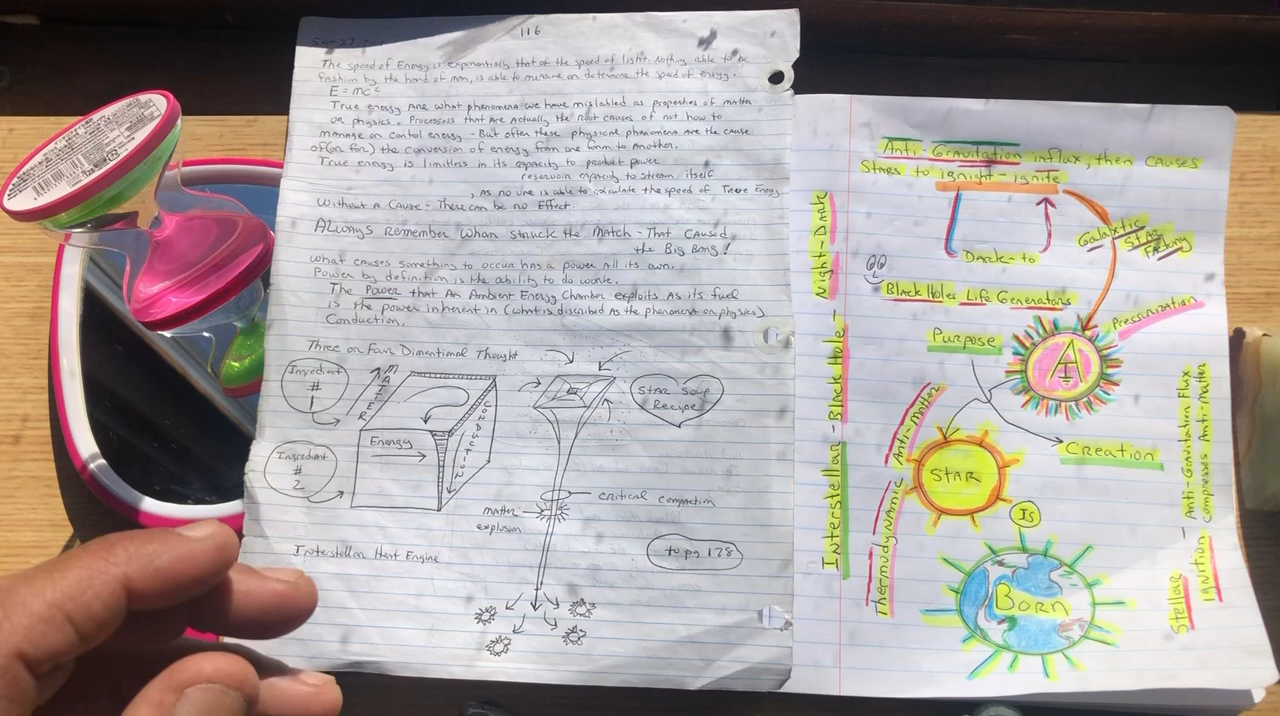 116
Sept 27
The speed of Energy is exponentially that of the speed of light. Nothing able to be
fashion by the hand of man, is able to measure or determine the speed of energy.
E = mc²
True energy are what phenomena we have mislabled as properties of matter
or physics. Processes that are actually the root causes of not how to
manage or control energy - But often these physical phenomena are the cause
of (or for) the conversion of energy from one form to Another.
True energy is limitless in its capacity to product power
reservoir capacity to stream itself
, as no one is able to calculate the speed of True Energy
Without A Cause - There can be no Effect.
Always Remember Whom struck the Match - That CAUSED
the Big Bang!
What causes something to occur has a power All its own.
Power by definition is the ability to do work.
The Power that An Ambient Energy Chamber exploits As its fuel
is the power inherent in (what is discribed As the phenomena or physics)
Conduction.
Three or Four Dimentional Thought
Ingredient
#
1
MATTER
Energy
Ingredient
#
2
Star Soup
Recipe
critical compaction
matter
explosion
Interstellar Heat Engine
to pg 128
Anti-Gravitation influx, then causes
Stars to ignight - ignite
Dark - to
Galaxtic
Star
Factory
Black Holes Life Generators
Purpose
Pressurization
A
Creation
STAR
Is
Born
Interstellar - Black Hole - Night - Dark
Thermodynamic Anti-Matter
Stellar Ignition - Anti-Gravitation Flux
Compresses Anti-Matter